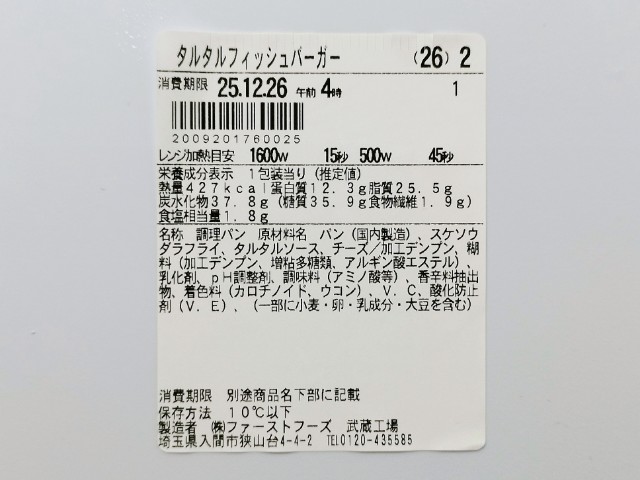 タルタルフィッシュバーガー (26) 2
消費期限 25.12.26 午前 4時 1
2009201760025
レンジ加熱目安 1600W 15秒 500W 45秒
栄養成分表示 1包装当り(推定値)
熱量427kcal蛋白質12.3g脂質25.5g
炭水化物37.8g(糖質35.9g食物繊維1.9g)
食塩相当量1.8g
名称 調理パン 原材料名 パン(国内製造)、スケソウ
ダラフライ、タルタルソース、チーズ/加工デンプン、糊
料(加工デンプン、増粘多糖類、アルギン酸エステル)、
乳化剤、pH調整剤、調味料(アミノ酸等)、香辛料抽出
物、着色料(カロチノイド、ウコン)、V.C、酸化防止
剤(V.E)、(一部に小麦・卵・乳成分・大豆を含む)
消費期限 別途商品名下部に記載
保存方法 10℃以下
製造者 ㈱ファーストフーズ 武蔵工場
埼玉県入間市狭山台4-4-2 TEL0120-435585